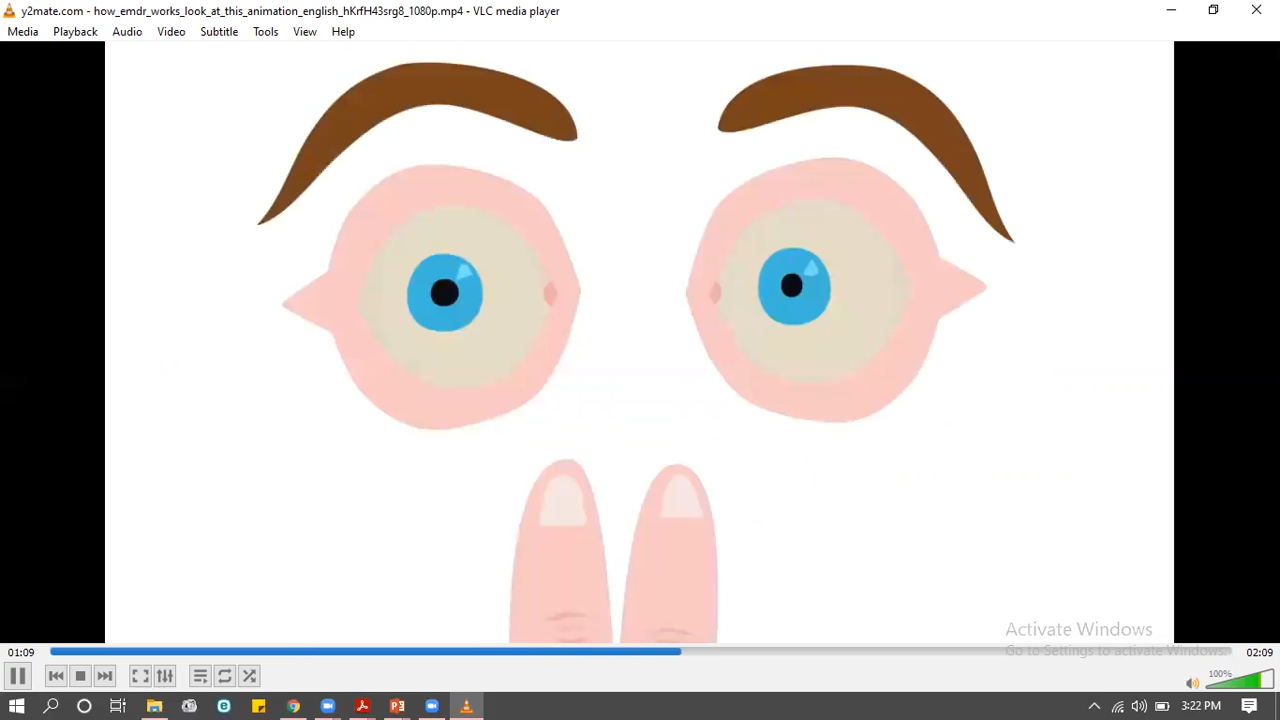 y2mate.com - how_emdr_works_look_at_this_animation_english_hKrfH43srg8_1080p.mp4 - VLC media player
Media Playback Audio Video Subtitle Tools View Help
Activate Windows
Go to Settings to activate Windows.
01:09
02:09
100%
3:22 PM